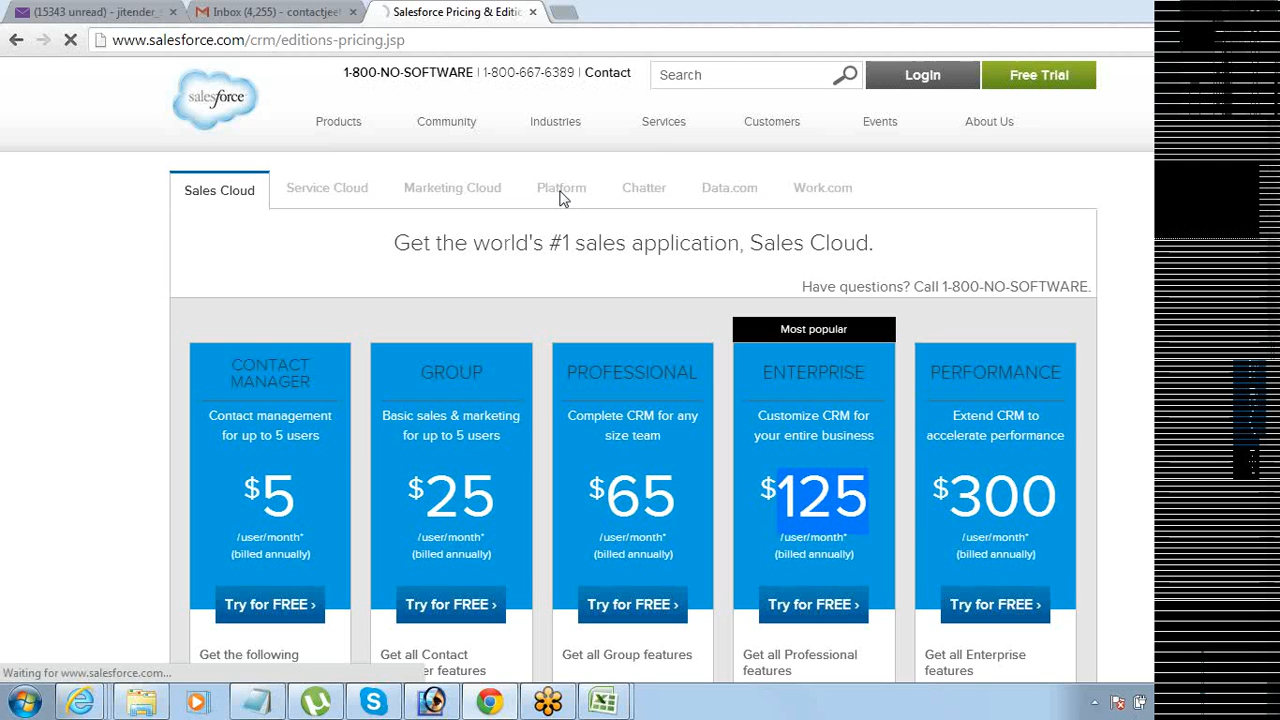 (15343 unread) - jitender_
Inbox (4,255) - contactject
Salesforce Pricing & Editi
www.salesforce.com/crm/editions-pricing.jsp
salesforce
1-800-NO-SOFTWARE | 1-800-667-6389 | Contact
Search
Login
Free Trial
Products
Community
Industries
Services
Customers
Events
About Us
Sales Cloud
Service Cloud
Marketing Cloud
Platform
Chatter
Data.com
Work.com
Get the world's #1 sales application, Sales Cloud.
Have questions? Call 1-800-NO-SOFTWARE.
CONTACT
MANAGER
Contact management
for up to 5 users
$5
/user/month*
(billed annually)
Try for FREE ›
Get the following
GROUP
Basic sales & marketing
for up to 5 users
$25
/user/month*
(billed annually)
Try for FREE ›
Get all Contact
features
PROFESSIONAL
Complete CRM for any
size team
$65
/user/month*
(billed annually)
Try for FREE ›
Get all Group features
Most popular
ENTERPRISE
Customize CRM for
your entire business
$125
/user/month*
(billed annually)
Try for FREE ›
Get all Professional
features
PERFORMANCE
Extend CRM to
accelerate performance
$300
/user/month*
(billed annually)
Try for FREE ›
Get all Enterprise
features
Waiting for www.salesforce.com...